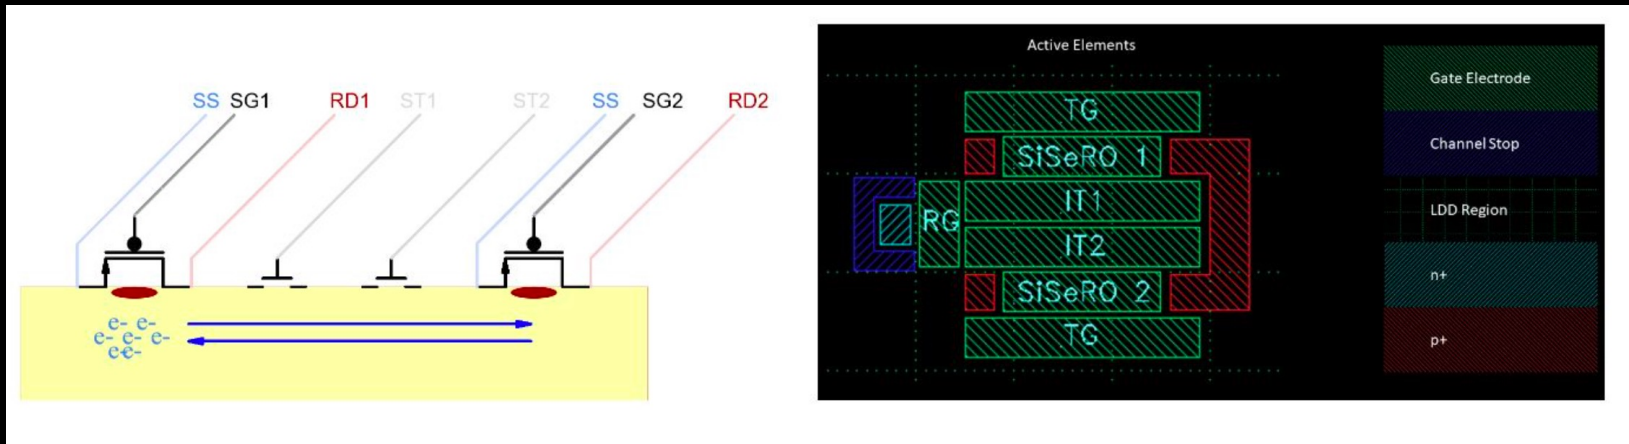 SS SG1 RD1 ST1 ST2 SS SG2 RD2
e- e-
e- e- e-
e e-
Active Elements
TG
SiSeRO 1
IT1
RG
IT2
SiSeRO 2
TG
Gate Electrode
Channel Stop
LDD Region
n+
p+